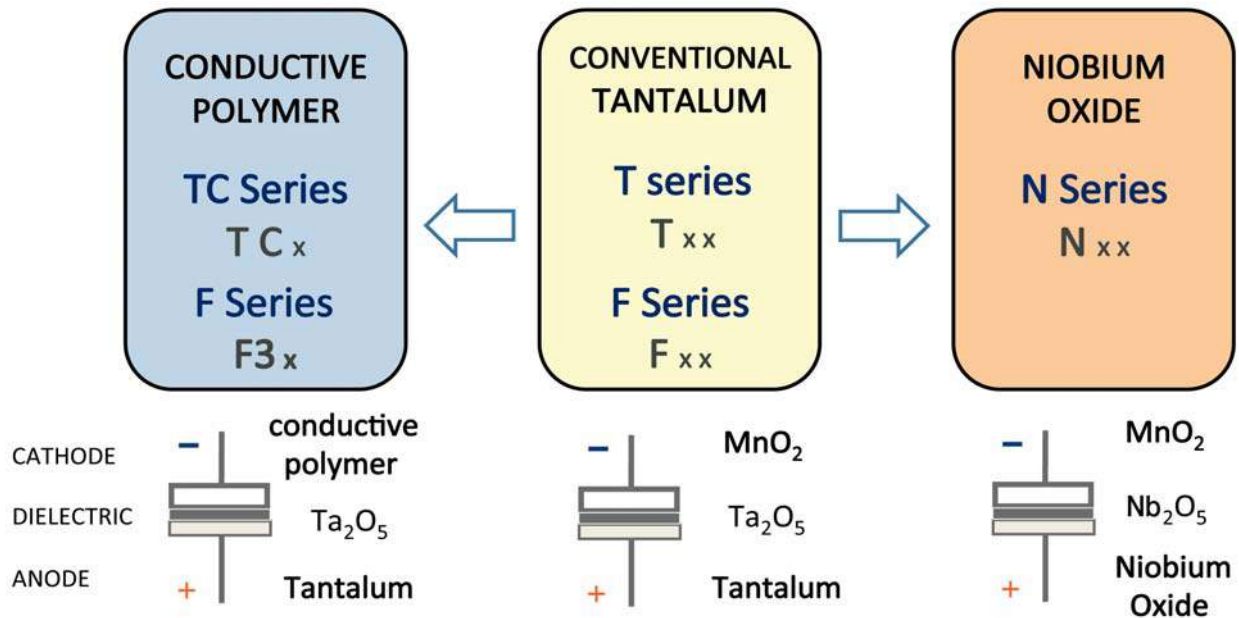 CONDUCTIVE
POLYMER
TC Series
T C x
F Series
F3 x
CONVENTIONAL
TANTALUM
T series
T x x
F Series
F x x
NIOBIUM
OXIDE
N Series
N x x
CATHODE
DIELECTRIC
ANODE
–
conductive
polymer
Ta₂O₅
+
Tantalum
–
MnO₂
Ta₂O₅
+
Tantalum
–
MnO₂
Nb₂O₅
+
Niobium
Oxide